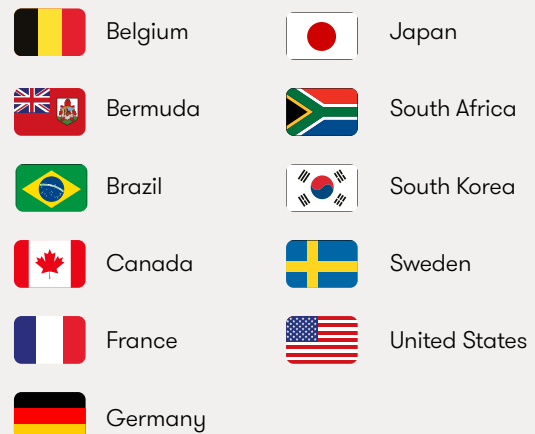 Belgium
Bermuda
Brazil
Canada
France
Germany
Japan
South Africa
South Korea
Sweden
United States